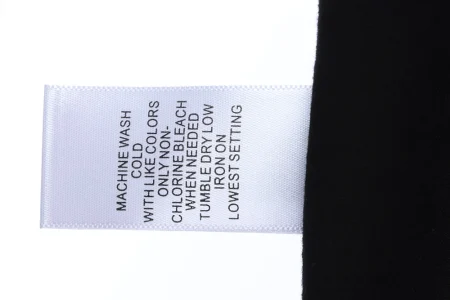 MACHINE WASH
COLD
WITH LIKE COLORS
ONLY NON-
CHLORINE BLEACH
WHEN NEEDED
TUMBLE DRY LOW
IRON ON
LOWEST SETTING